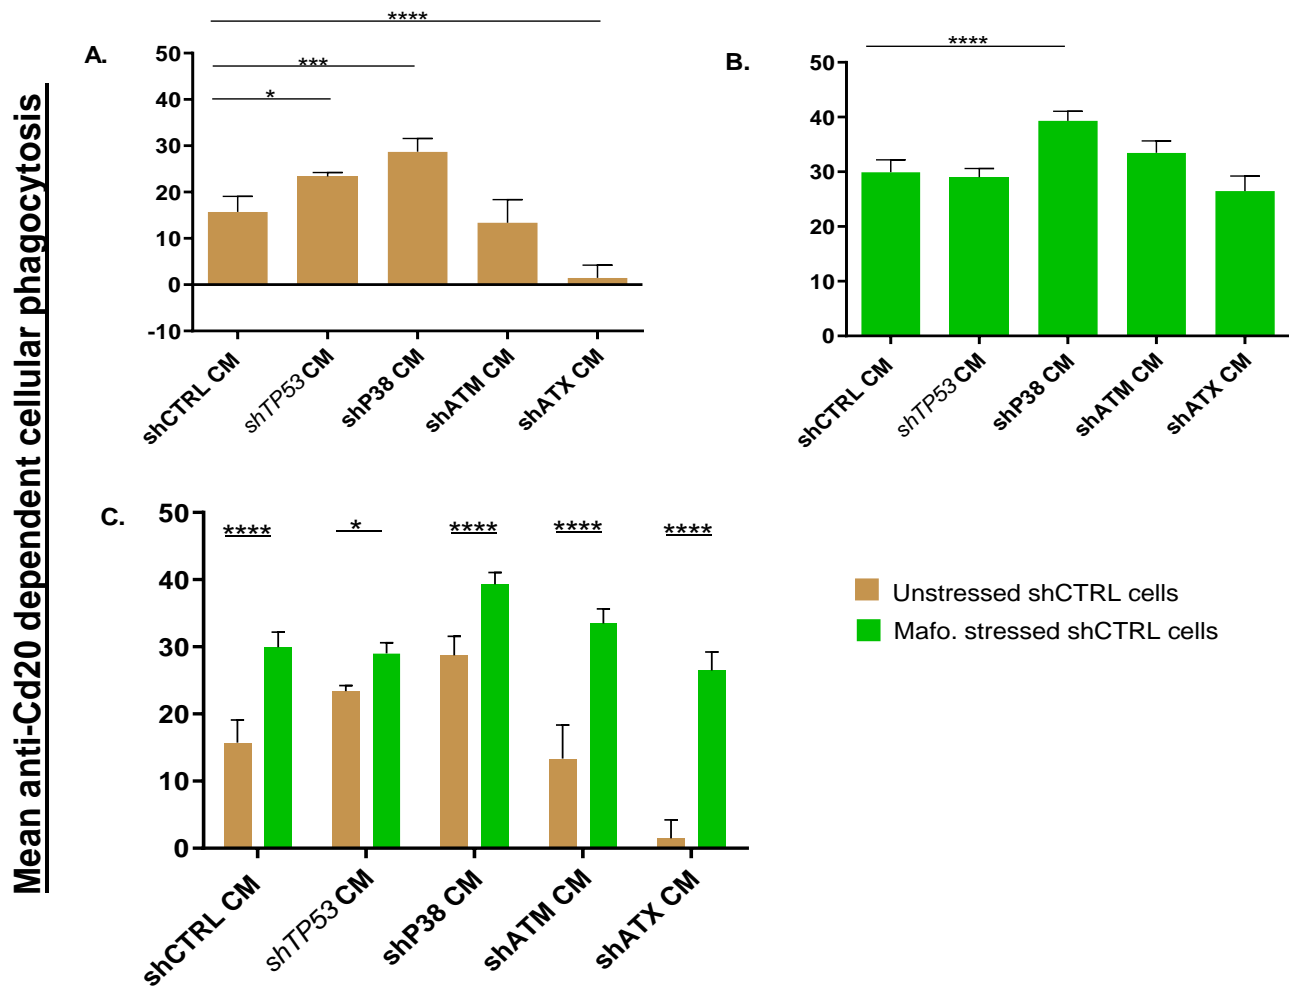 Mean anti-Cd20 dependent cellular phagocytosis
A.
****
***
*
50
40
30
20
10
0
-10
shCTRL CM
shTP53 CM
shP38 CM
shATM CM
shATX CM
B.
****
50
40
30
20
10
0
shCTRL CM
shTP53 CM
shP38 CM
shATM CM
shATX CM
C.
**** * **** **** ****
50
40
30
20
10
0
shCTRL CM
shTP53 CM
shP38 CM
shATM CM
shATX CM
Unstressed shCTRL cells
Mafo. stressed shCTRL cells